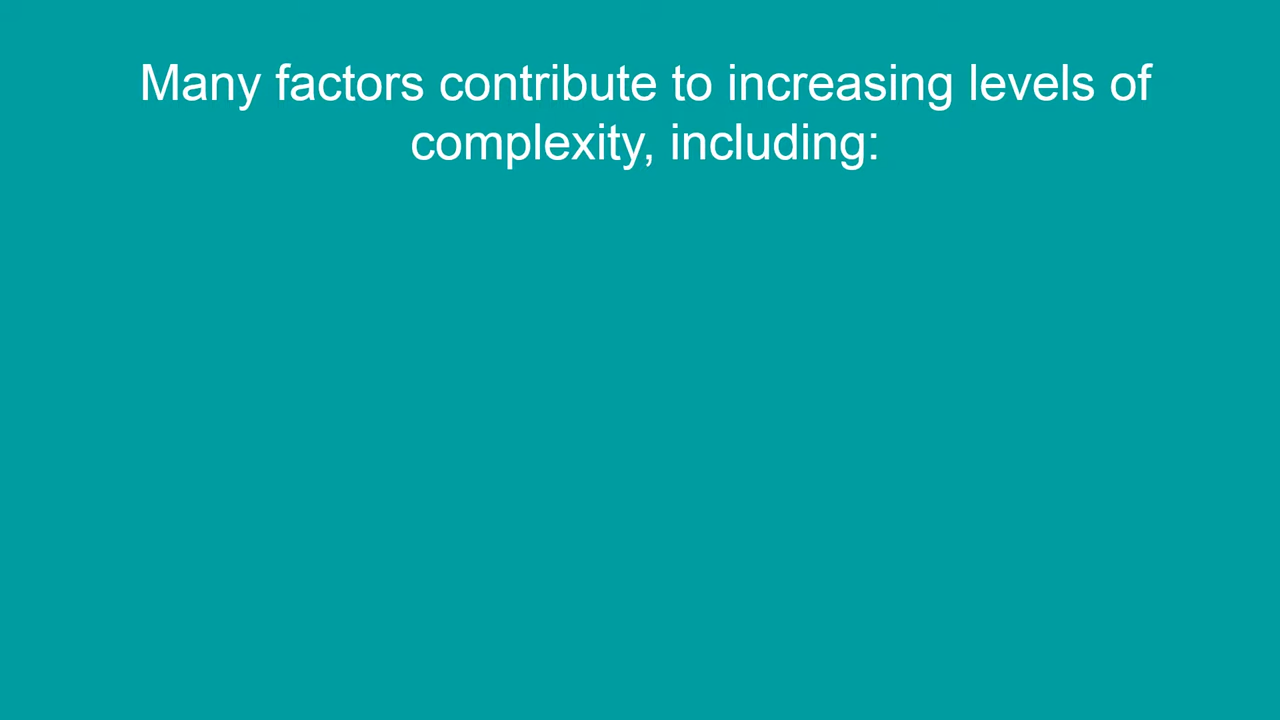 Many factors contribute to increasing levels of
complexity, including: